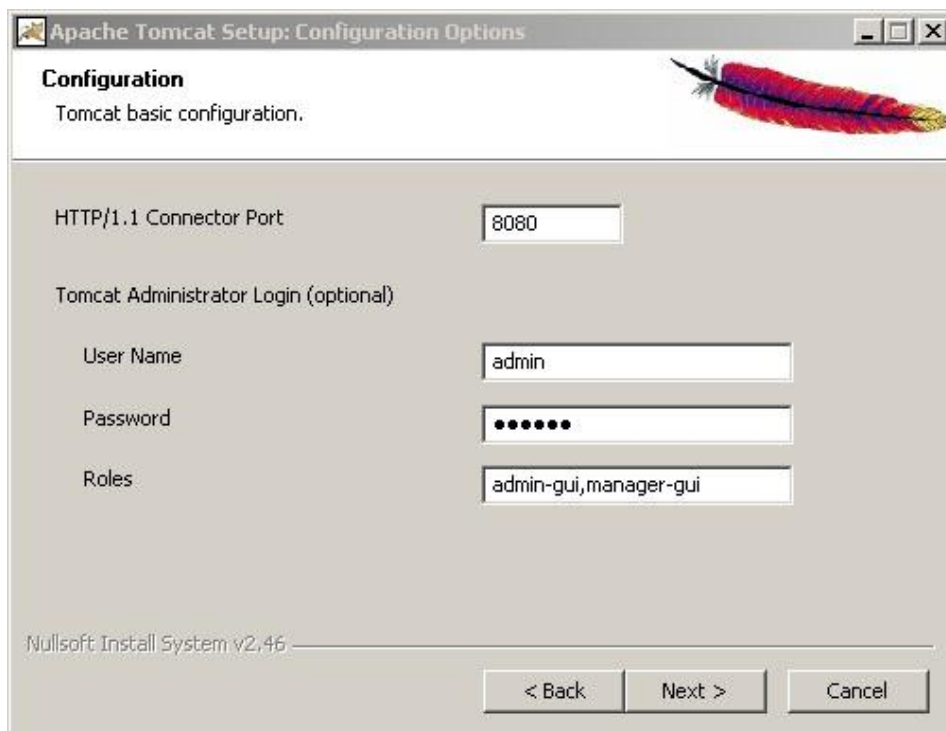 Apache Tomcat Setup: Configuration Options
Configuration
Tomcat basic configuration.
HTTP/1.1 Connector Port 8080
Tomcat Administrator Login (optional)
User Name admin
Password ●●●●●●
Roles admin-gui,manager-gui
Nullsoft Install System v2.46
< Back Next > Cancel